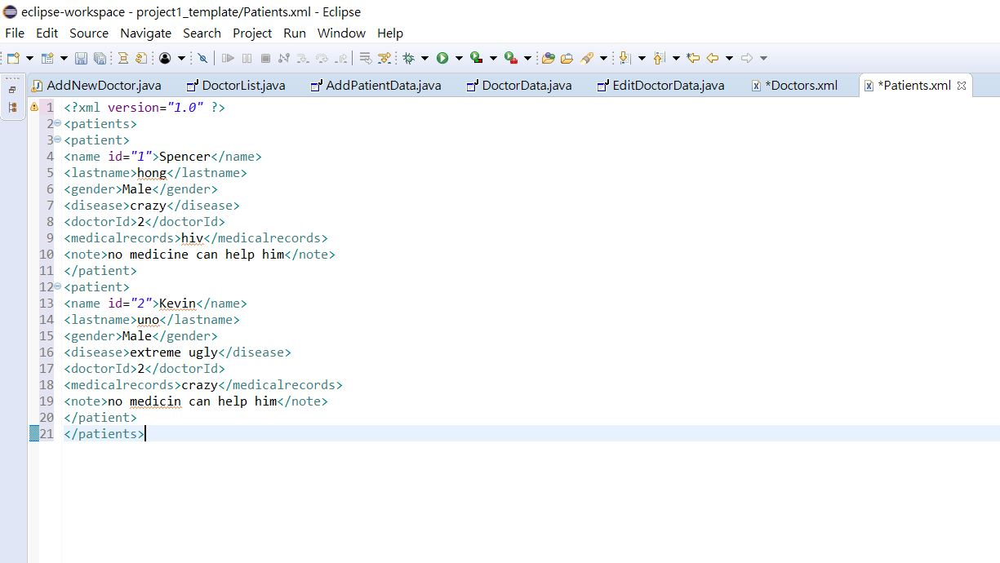 eclipse-workspace - project1_template/Patients.xml - Eclipse
File Edit Source Navigate Search Project Run Window Help
AddNewDoctor.java DoctorList.java AddPatientData.java DoctorData.java EditDoctorData.java *Doctors.xml *Patients.xml
1 <?xml version="1.0" ?>
2 <patients>
3 <patient>
4 <name id="1">Spencer</name>
5 <lastname>hong</lastname>
6 <gender>Male</gender>
7 <disease>crazy</disease>
8 <doctorId>2</doctorId>
9 <medicalrecords>hiv</medicalrecords>
10 <note>no medicine can help him</note>
11 </patient>
12 <patient>
13 <name id="2">Kevin</name>
14 <lastname>uno</lastname>
15 <gender>Male</gender>
16 <disease>extreme ugly</disease>
17 <doctorId>2</doctorId>
18 <medicalrecords>crazy</medicalrecords>
19 <note>no medicin can help him</note>
20 </patient>
21 </patients>